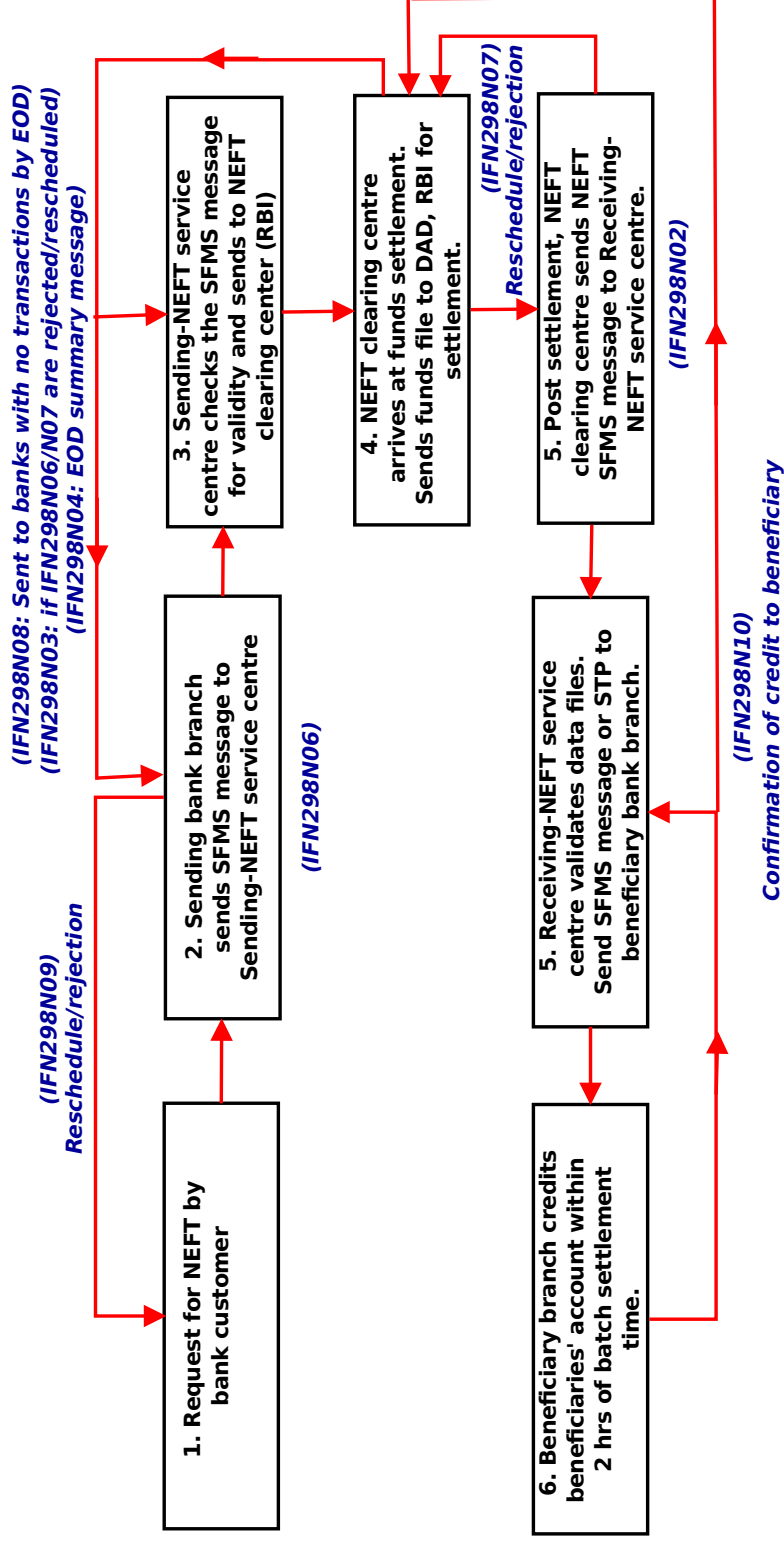 (IFN298N08: Sent to banks with no transactions by EOD)
(IFN298N03: if IFN298N06/N07 are rejected/rescheduled)
(IFN298N04: EOD summary message)
(IFN298N09)
Reschedule/rejection
1. Request for NEFT by
bank customer
2. Sending bank branch
sends SFMS message to
Sending-NEFT service centre
(IFN298N06)
3. Sending-NEFT service
centre checks the SFMS message
for validity and sends to NEFT
clearing center (RBI)
4. NEFT clearing centre
arrives at funds settlement.
Sends funds file to DAD, RBI for
settlement.
(IFN298N07)
Reschedule/rejection
5. Post settlement, NEFT
clearing centre sends NEFT
SFMS message to Receiving-
NEFT service centre.
(IFN298N02)
5. Receiving-NEFT service
centre validates data files.
Send SFMS message or STP to
beneficiary bank branch.
6. Beneficiary branch credits
beneficiaries' account within
2 hrs of batch settlement
time.
(IFN298N10)
Confirmation of credit to beneficiary